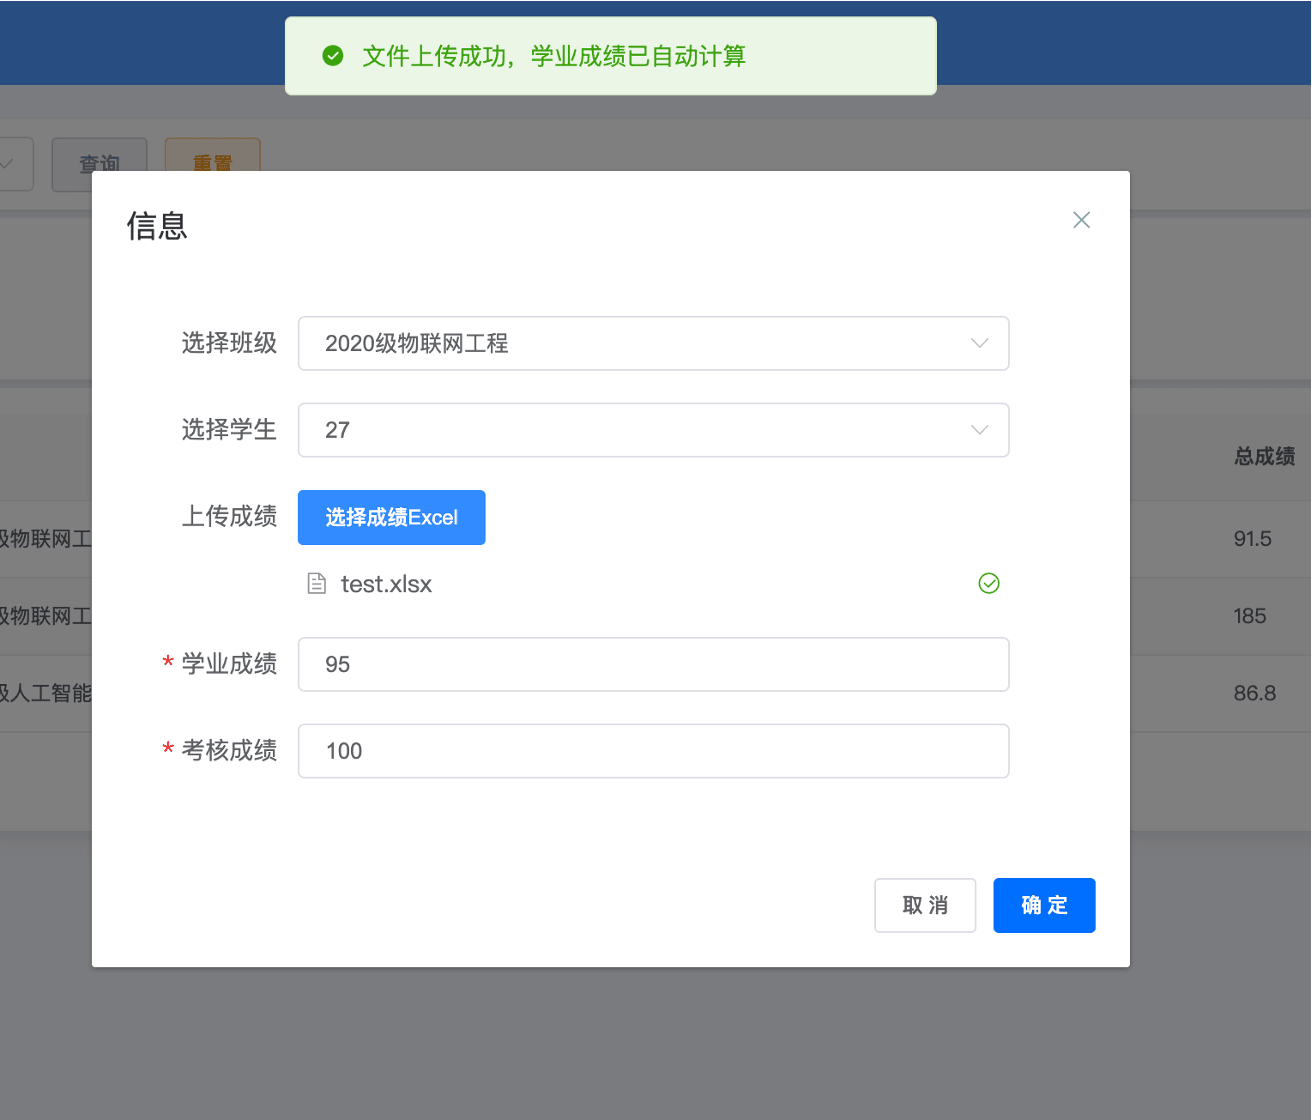 文件上传成功，学业成绩已自动计算
查询
重置
信息
选择班级
2020级物联网工程
选择学生
27
上传成绩
选择成绩Excel
test.xlsx
* 学业成绩
95
* 考核成绩
100
取 消
确 定
总成绩
级物联网工
91.5
级物联网工
185
级人工智能
86.8